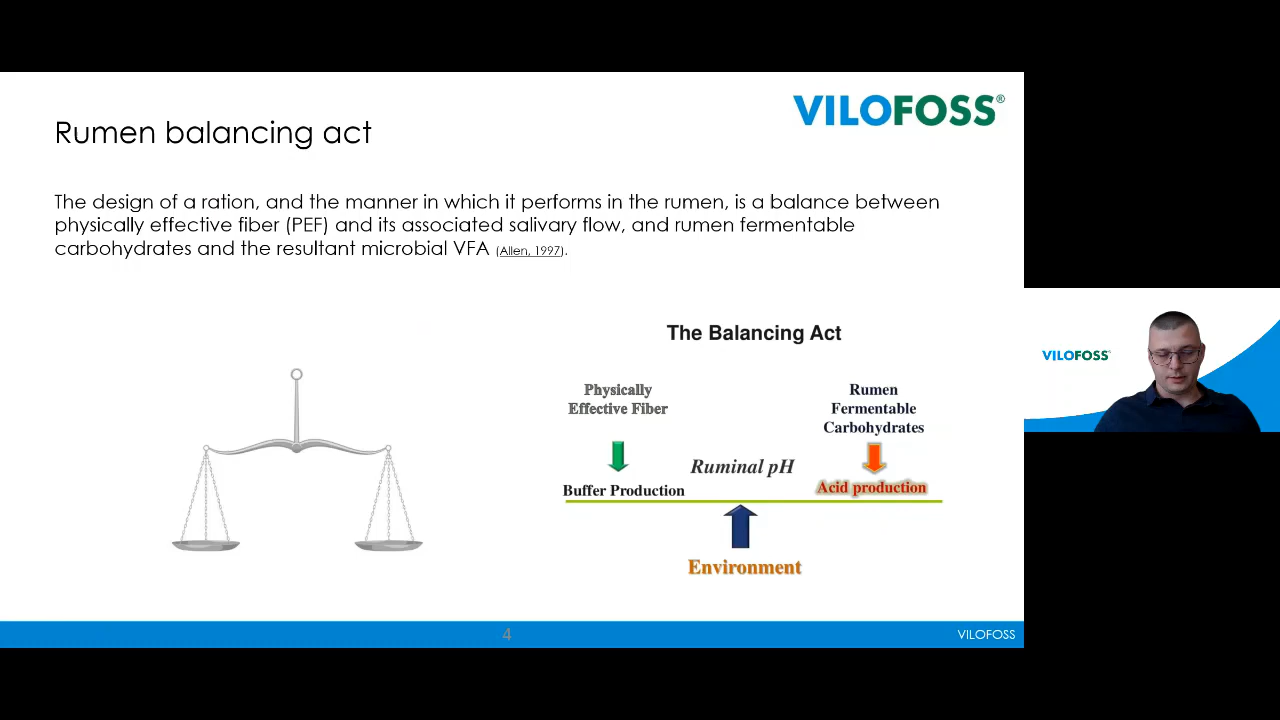 VILOFOSS®
Rumen balancing act
The design of a ration, and the manner in which it performs in the rumen, is a balance between
physically effective fiber (PEF) and its associated salivary flow, and rumen fermentable
carbohydrates and the resultant microbial VFA (Allen, 1997).
The Balancing Act
Physically
Effective Fiber
Rumen
Fermentable
Carbohydrates
Ruminal pH
Buffer Production
Acid production
Environment
4
VILOFOSS
VILOFOSS®